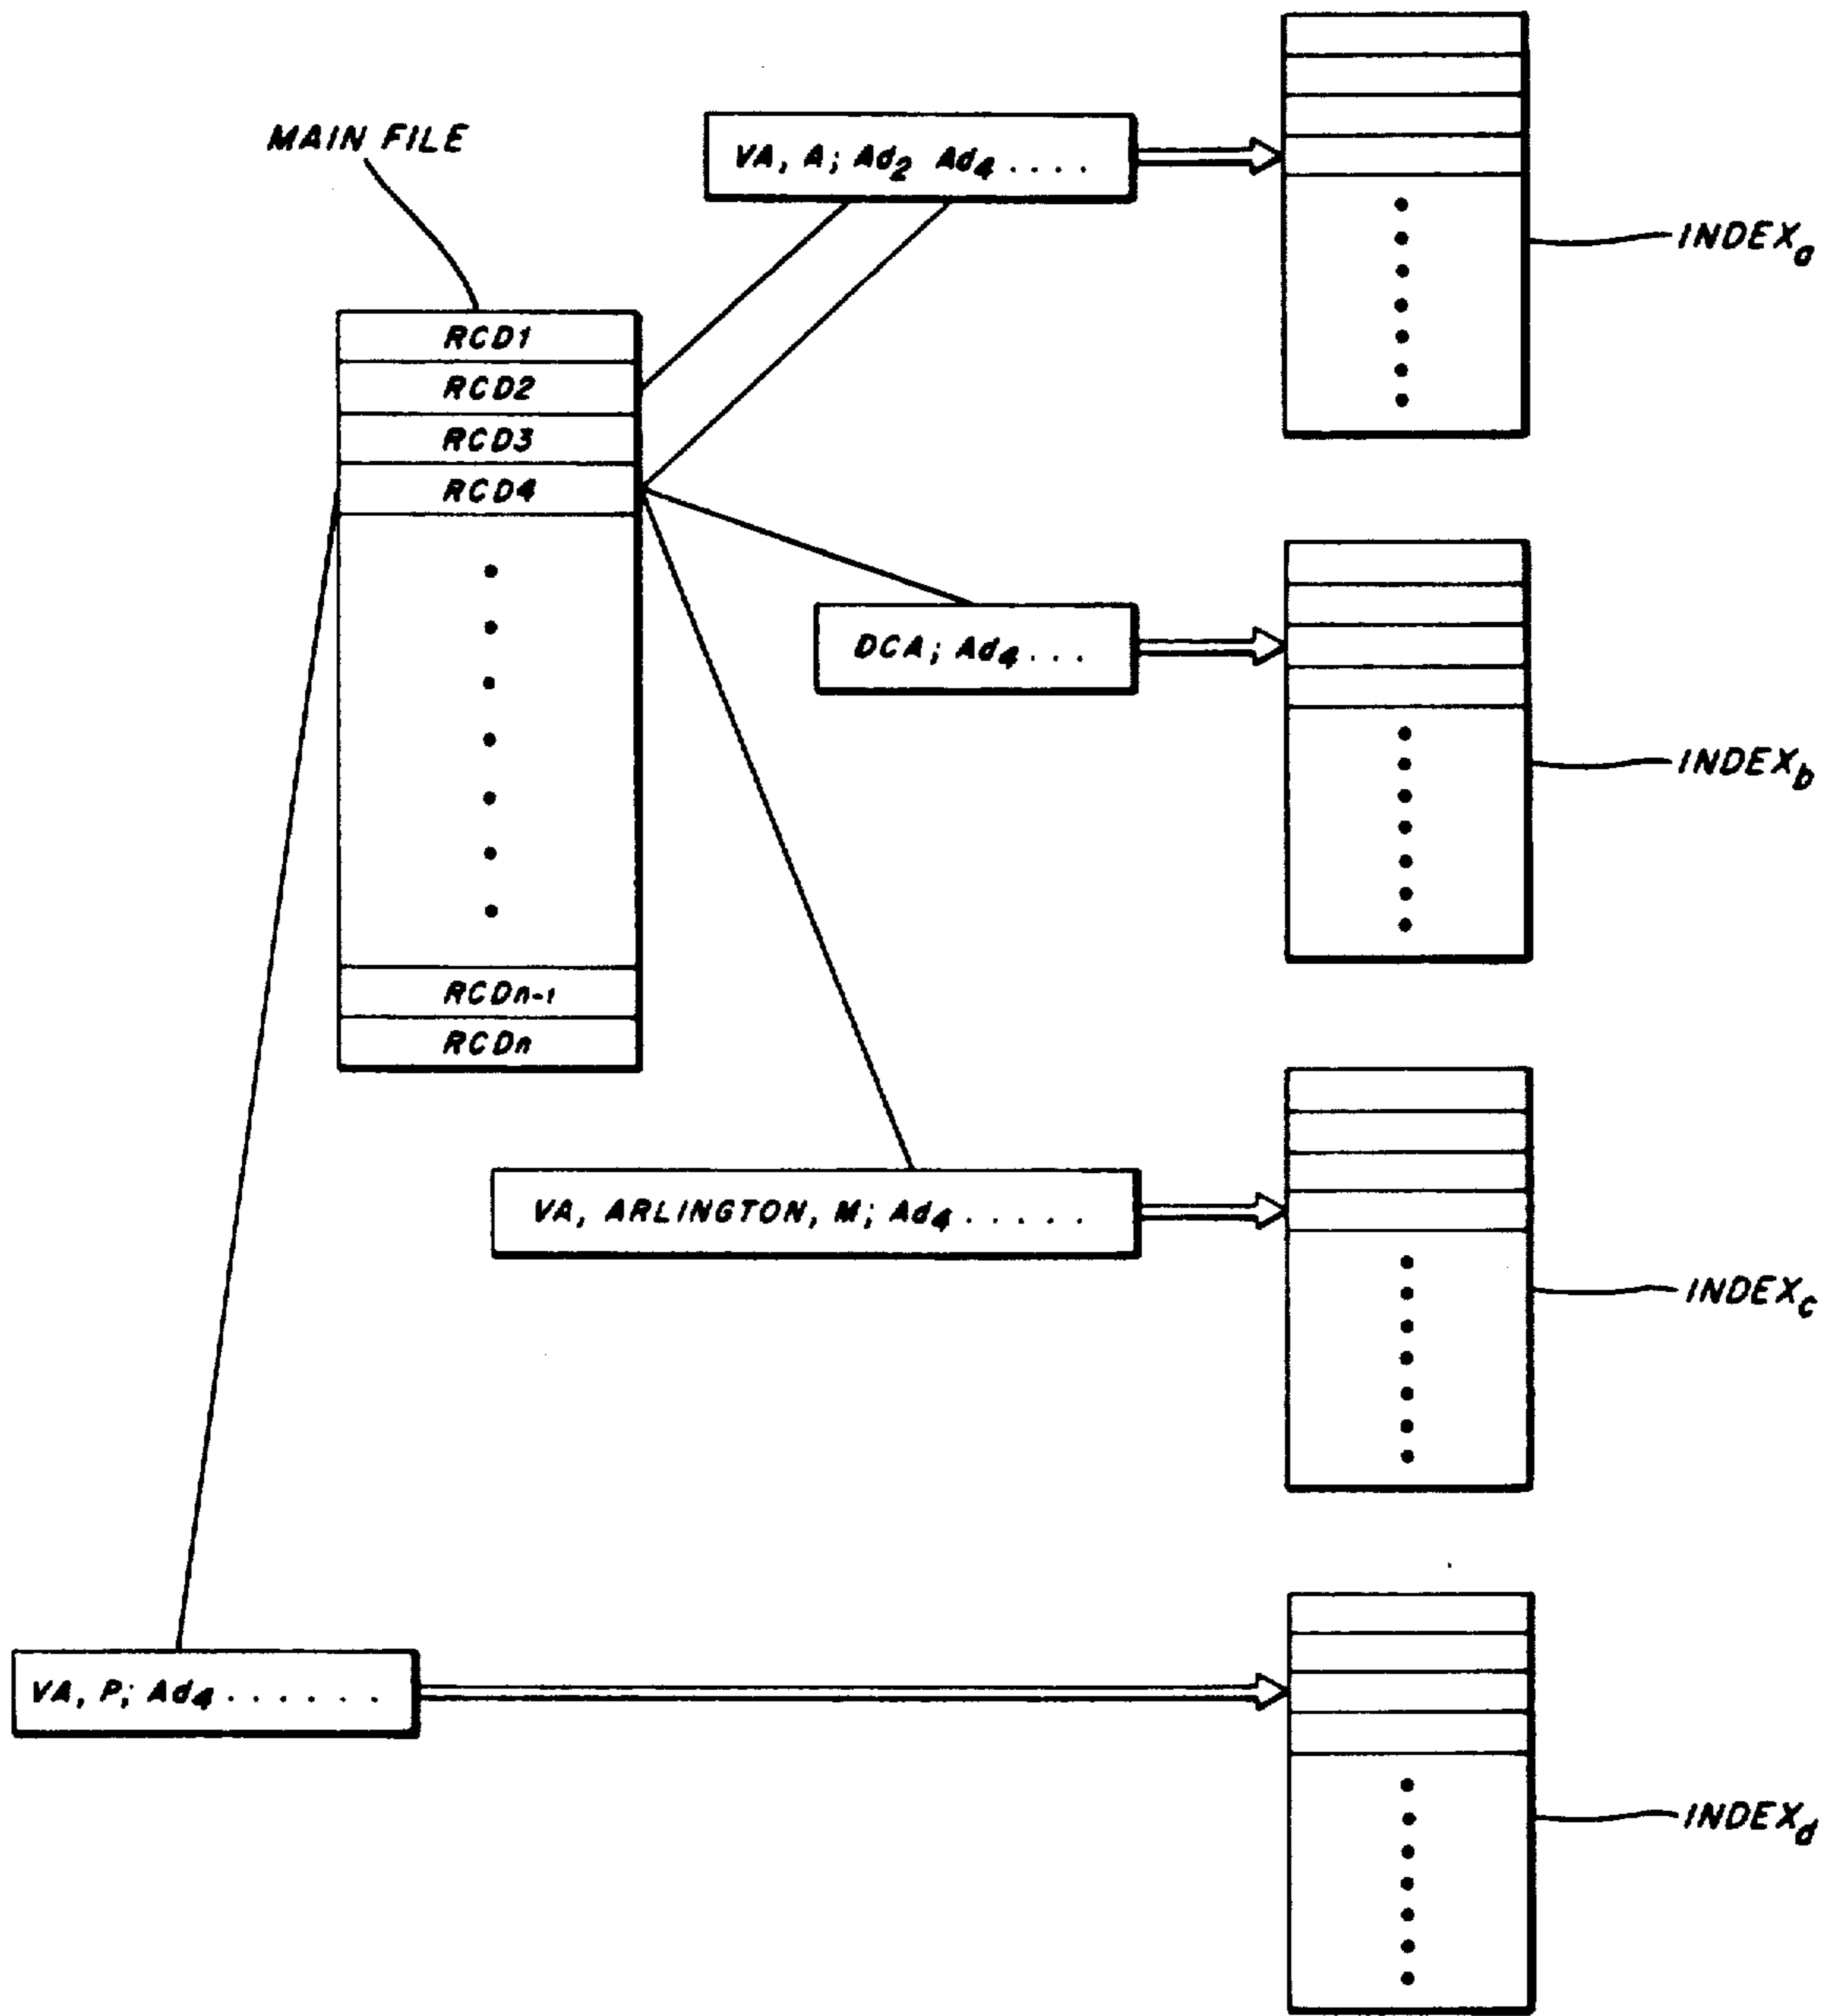 MAIN FILE
VA, A; Ad2 Ad4 ....
INDEXa
RCD1
RCD2
RCD3
RCD4
DCA; Ad4 ...
INDEXb
RCDn-1
RCDn
VA, ARLINGTON, M; Ad4 .....
INDEXc
VA, P; Ad4 ......
INDEXd